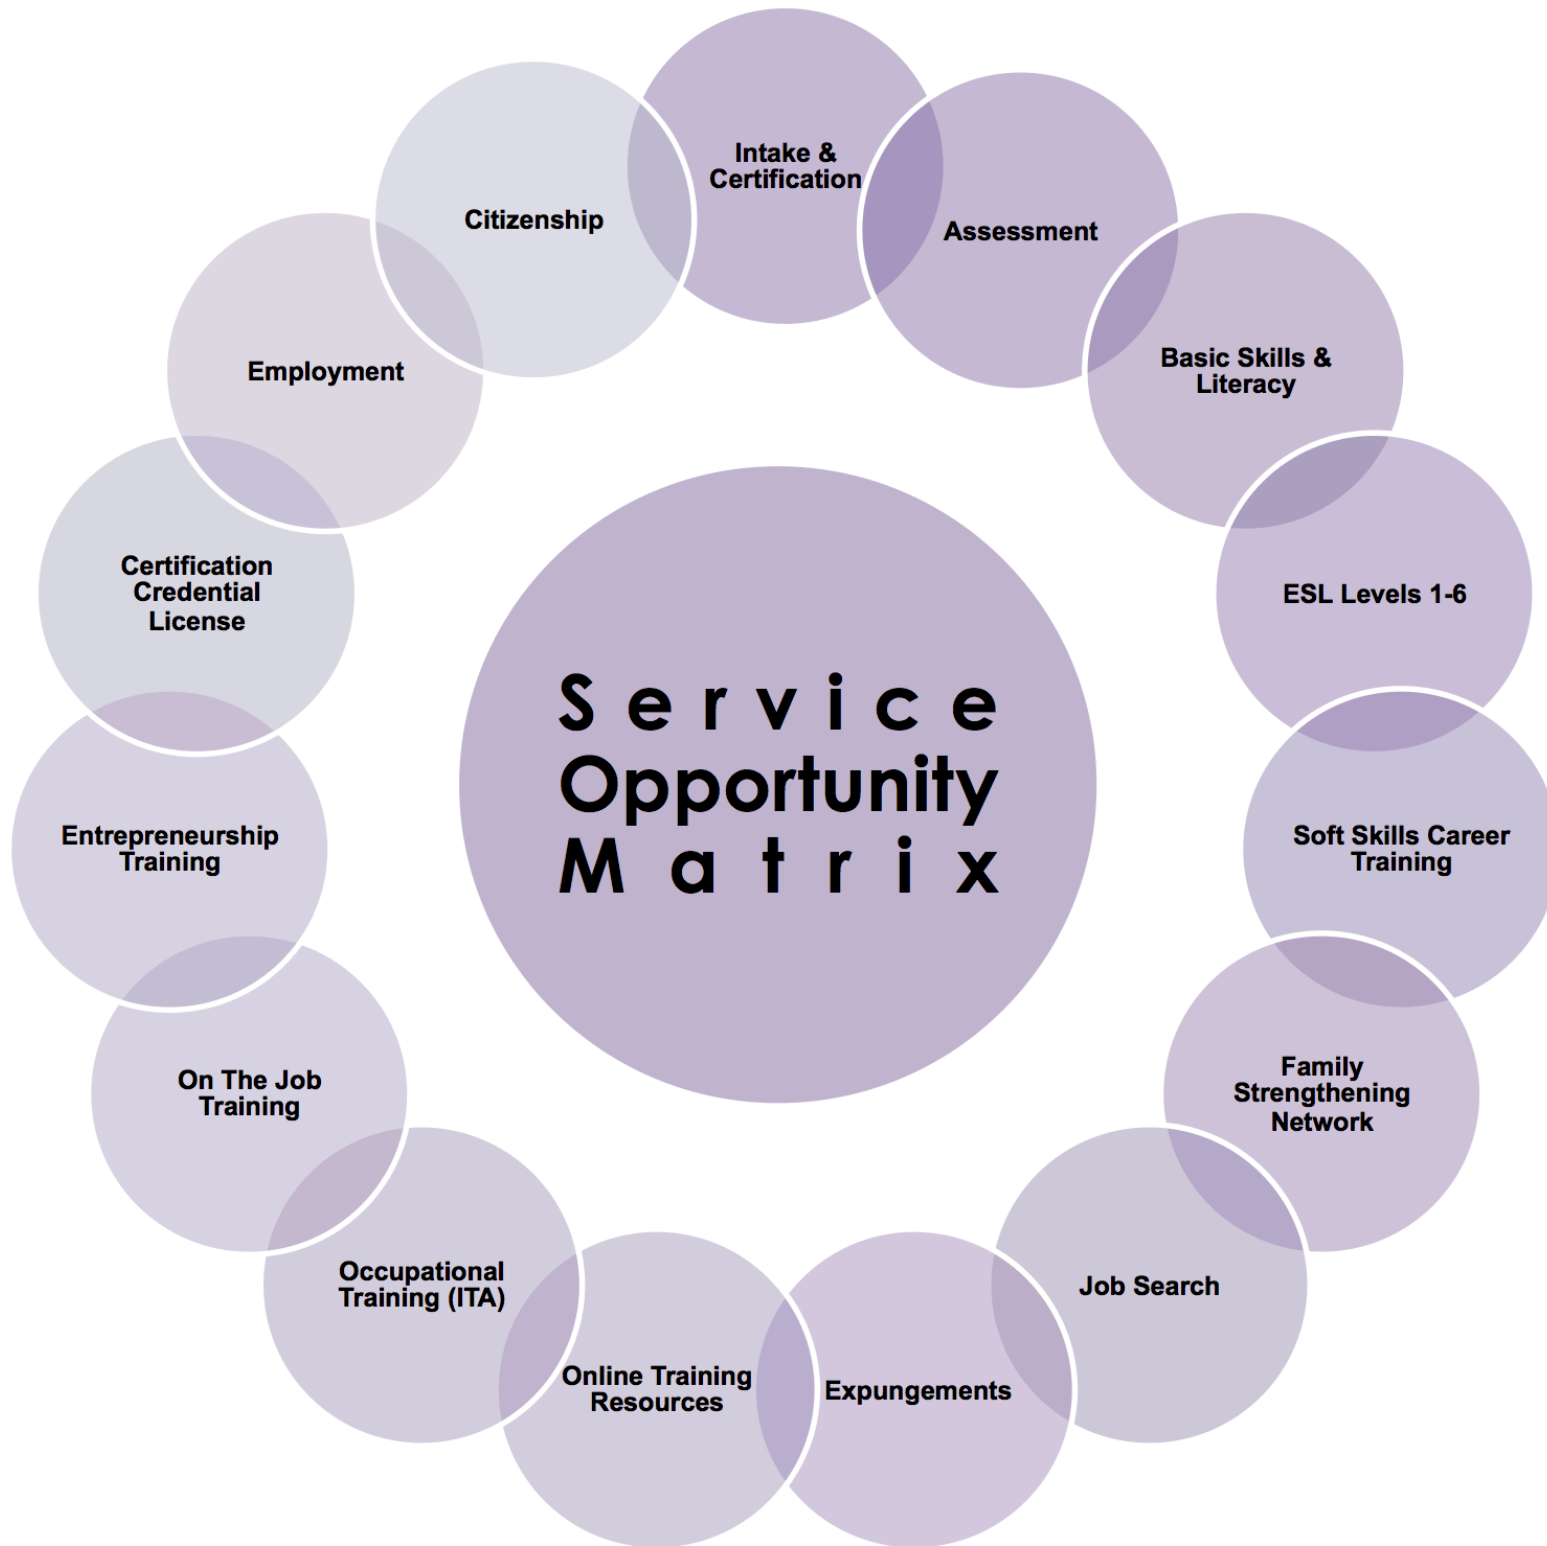 Intake &
Certification
Assessment
Basic Skills &
Literacy
ESL Levels 1-6
Soft Skills Career
Training
Family
Strengthening
Network
Job Search
Expungements
Online Training
Resources
Occupational
Training (ITA)
On The Job
Training
Entrepreneurship
Training
Certification
Credential
License
Employment
Citizenship
Service
Opportunity
Matrix